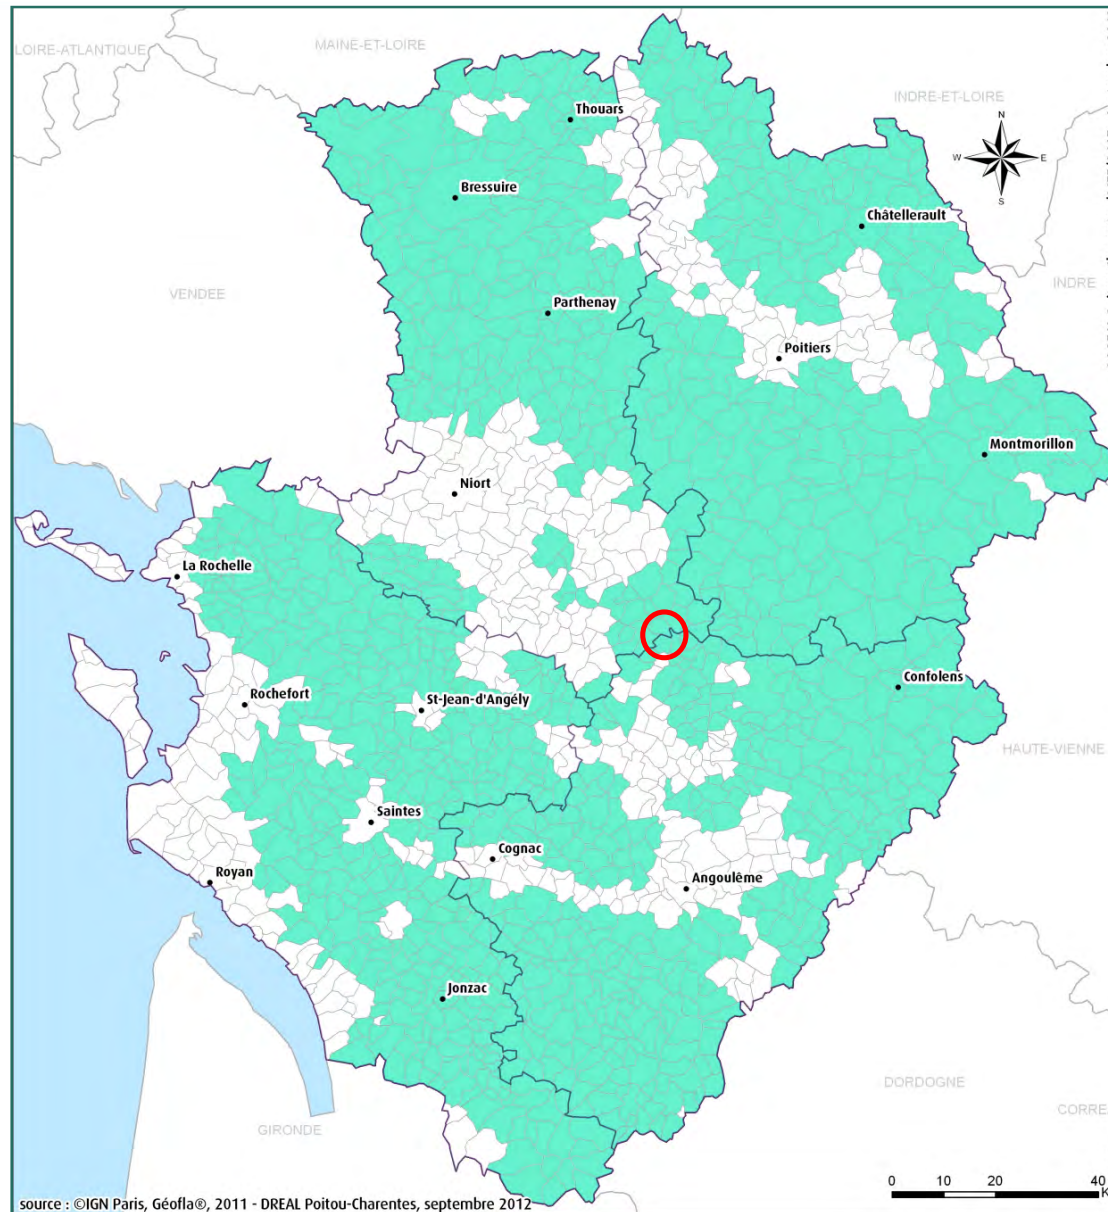 LOIRE-ATLANTIQUE
MAINE-ET-LOIRE
INDRE-ET-LOIRE
N
W E
S
Thouars
Bressuire
Châtellerault
VENDEE
INDRE
Parthenay
Poitiers
Montmorillon
Niort
La Rochelle
Confolens
Rochefort
St-Jean-d'Angély
HAUTE-VIENNE
Saintes
Cognac
Royan
Angoulême
Jonzac
DORDOGNE
CORRE
GIRONDE
0 20 40
K
source : ©IGN Paris, Géofla®, 2011 - DREAL Poitou-Charentes, septembre 2012